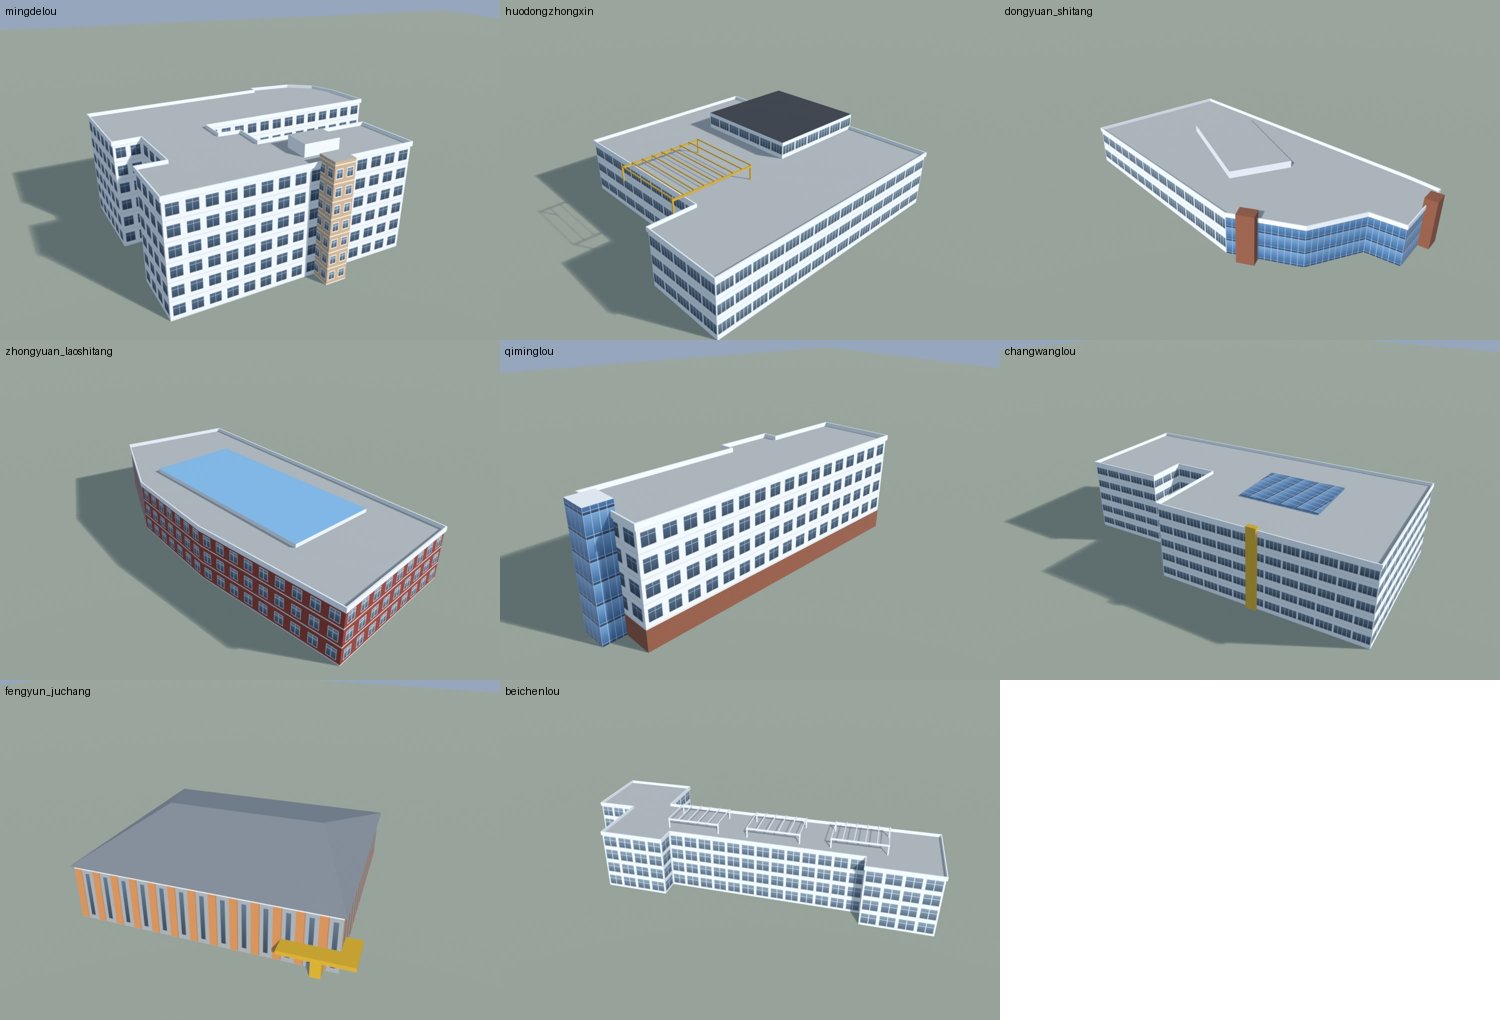 mingdelou
huodongzhongxin
dongyuan_shitang
zhongyuan_laoshitang
qiminglou
changwanglou
fengyun_juchang
beichenlou